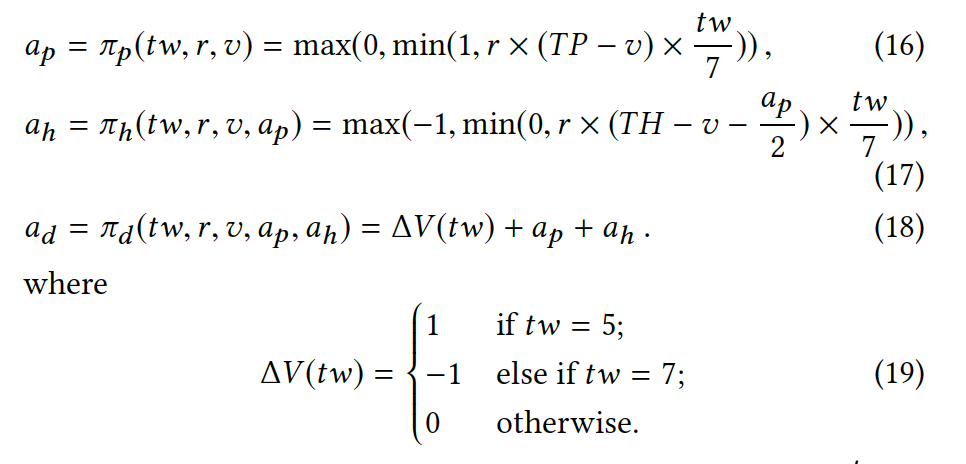 a_p = π_p(tw, r, v) = max(0, min(1, r × (TP − v) × tw/7)) , (16)
a_h = π_h(tw, r, v, a_p) = max(−1, min(0, r × (TH − v − a_p/2) × tw/7)) ,
(17)
a_d = π_d(tw, r, v, a_p, a_h) = ΔV(tw) + a_p + a_h . (18)
where
ΔV(tw) = { 1 if tw = 5;
−1 else if tw = 7; (19)
0 otherwise.